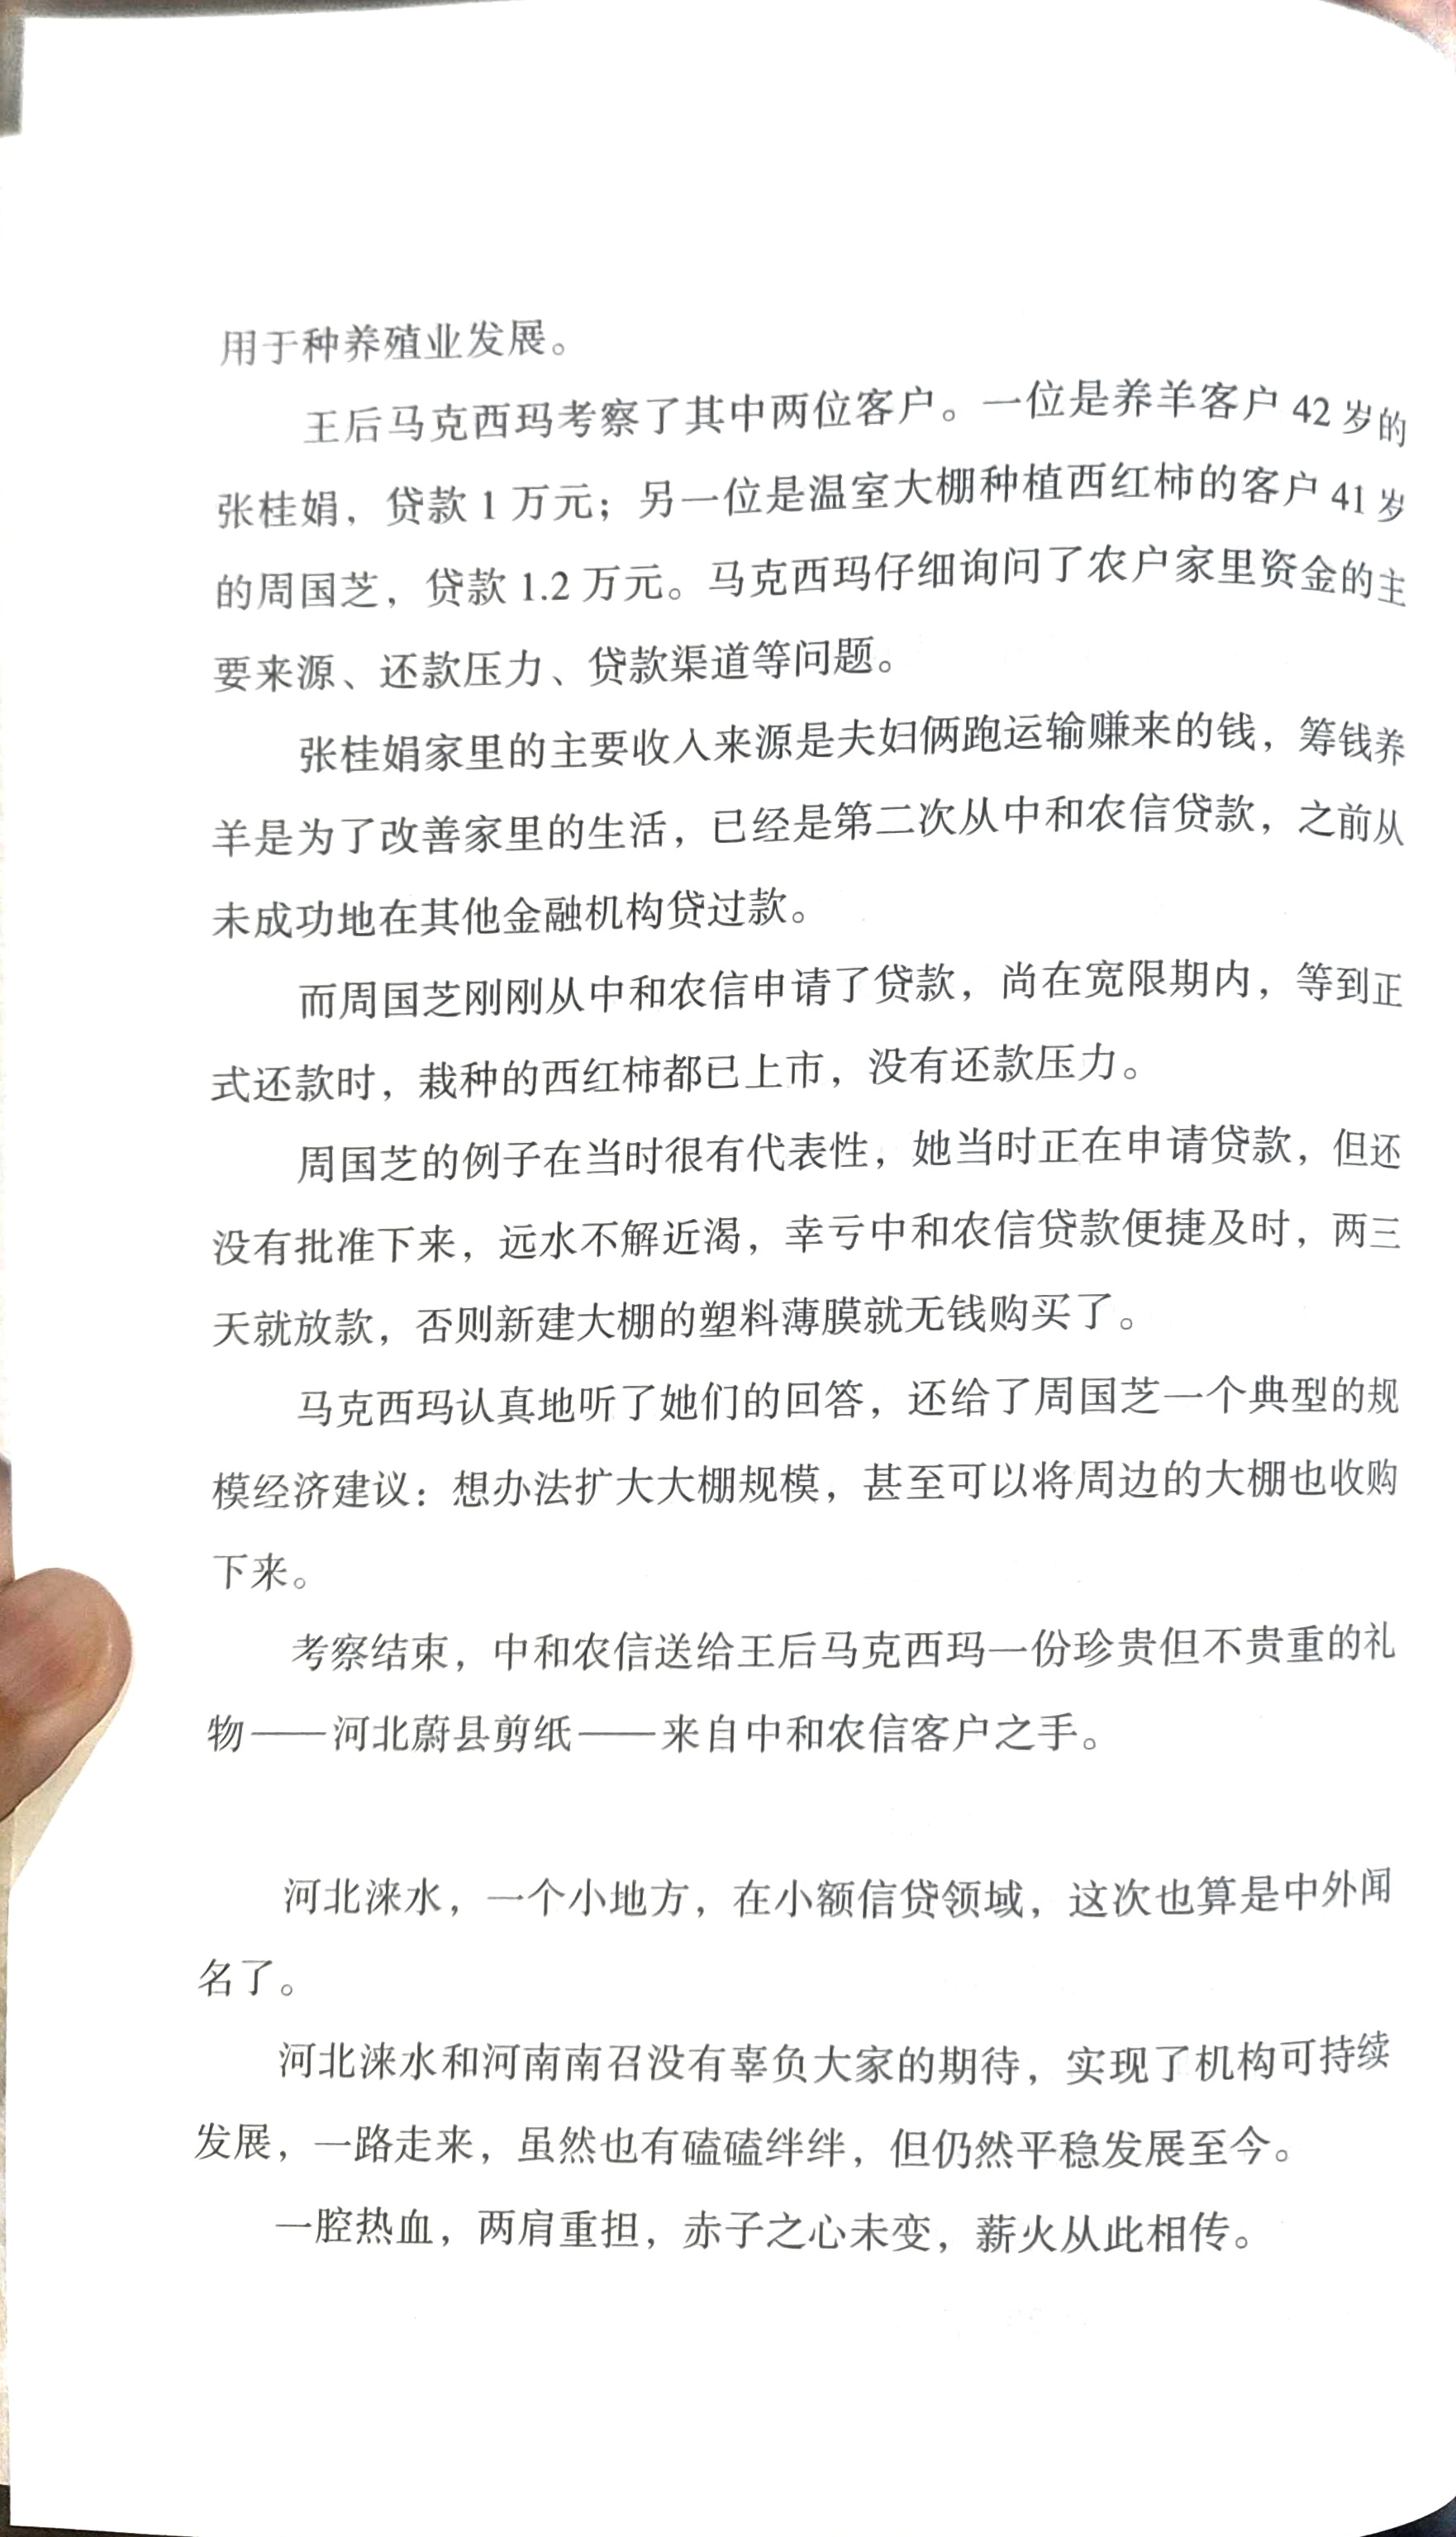 用于种养殖业发展。
王后马克西玛考察了其中两位客户。一位是养羊客户 42 岁的
张桂娟，贷款 1 万元；另一位是温室大棚种植西红柿的客户 41 岁
的周国芝，贷款 1.2 万元。马克西玛仔细询问了农户家里资金的主
要来源、还款压力、贷款渠道等问题。
张桂娟家里的主要收入来源是夫妇俩跑运输赚来的钱，筹钱养
羊是为了改善家里的生活，已经是第二次从中和农信贷款，之前从
未成功地在其他金融机构贷过款。
而周国芝刚刚从中和农信申请了贷款，尚在宽限期内，等到正
式还款时，栽种的西红柿都已上市，没有还款压力。
周国芝的例子在当时很有代表性，她当时正在申请贷款，但还
没有批准下来，远水不解近渴，幸亏中和农信贷款便捷及时，两三
天就放款，否则新建大棚的塑料薄膜就无钱购买了。
马克西玛认真地听了她们的回答，还给了周国芝一个典型的规
模经济建议：想办法扩大大棚规模，甚至可以将周边的大棚也收购
下来。
考察结束，中和农信送给王后马克西玛一份珍贵但不贵重的礼
物——河北蔚县剪纸——来自中和农信客户之手。
河北涞水，一个小地方，在小额信贷领域，这次也算是中外闻
名了。
河北涞水和河南南召没有辜负大家的期待，实现了机构可持续
发展，一路走来，虽然也有磕磕绊绊，但仍然平稳发展至今。
一腔热血，两肩重担，赤子之心未变，薪火从此相传。